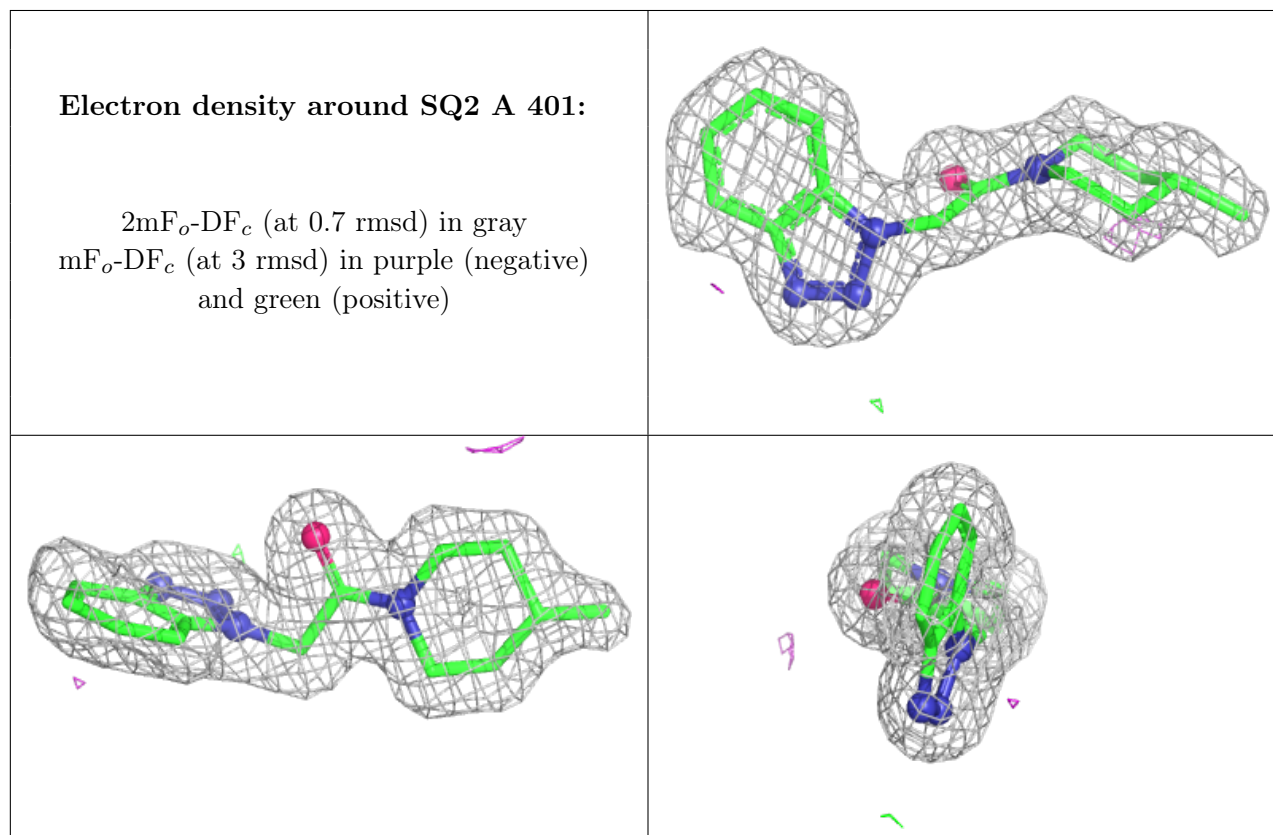 Electron density around SQ2 A 401:
2mFo-DFc (at 0.7 rmsd) in gray
mFo-DFc (at 3 rmsd) in purple (negative)
and green (positive)